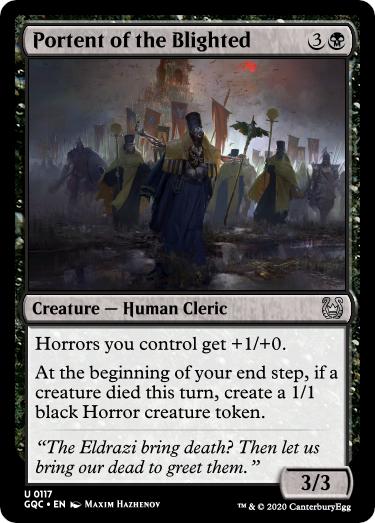 Portent of the Blighted 3
Creature — Human Cleric
Horrors you control get +1/+0.
At the beginning of your end step, if a
creature died this turn, create a 1/1
black Horror creature token.
“The Eldrazi bring death? Then let us
bring our dead to greet them.”
3/3
U 0117
GQC • EN Maxim Hazhenov
™ & © 2020 CanterburyEgg